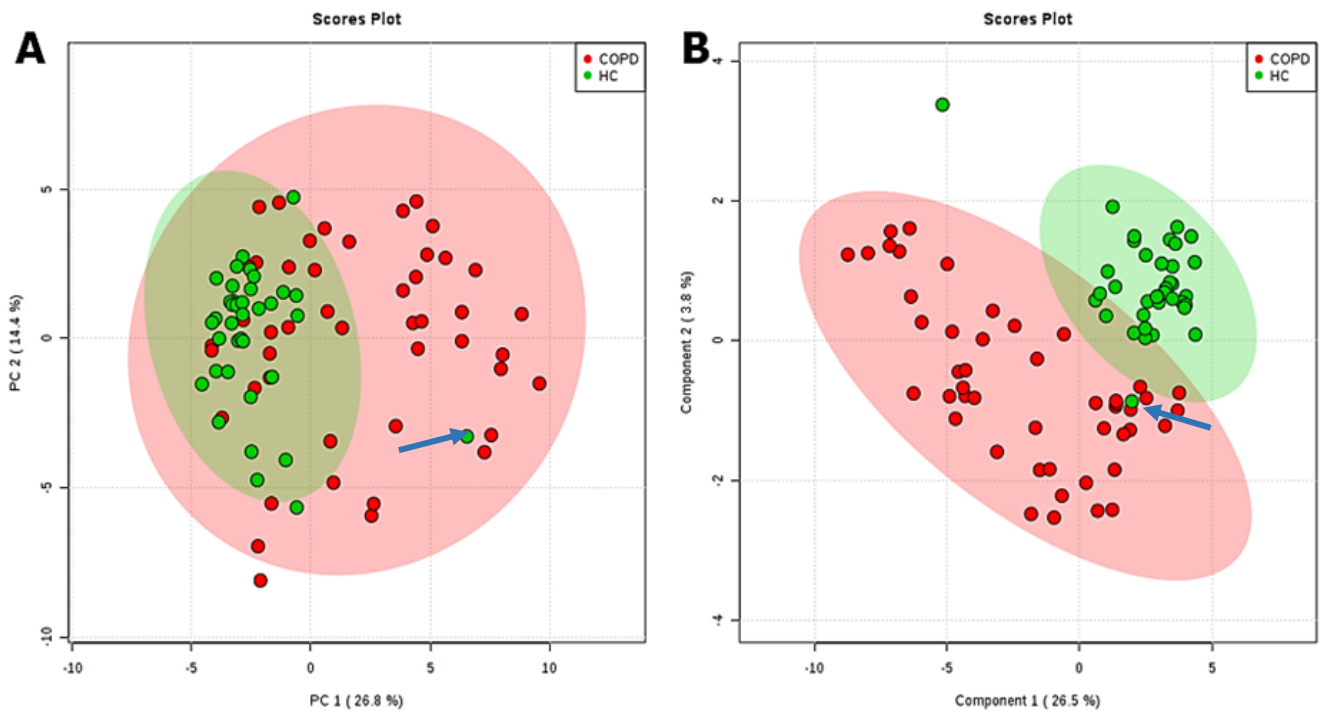 A
Scores Plot
COPD
HC
PC 2 ( 14.4 %)
5
0
-5
-10
-10
-5
0
5
10
PC 1 ( 26.8 %)
B
Scores Plot
COPD
HC
Component 2 ( 3.8 %)
4
2
0
-2
-4
-10
-5
0
5
Component 1 ( 26.5 %)